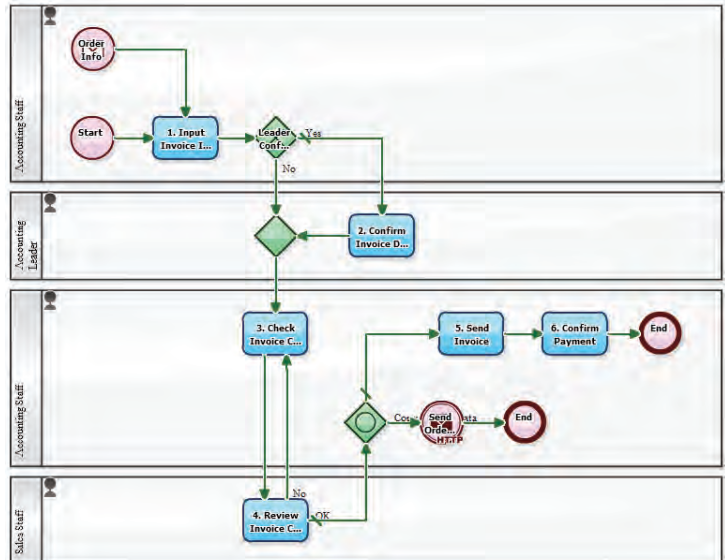 Accounting Staff
Order
Info
Start
1. Input
Invoice I...
Leader
Conf...
Yes
No
Accounting
Leader
2. Confirm
Invoice D...
Accounting Staff
3. Check
Invoice C...
5. Send
Invoice
6. Confirm
Payment
End
Send
Orde...
HTTP
End
Sales Staff
4. Review
Invoice C...
No
OK